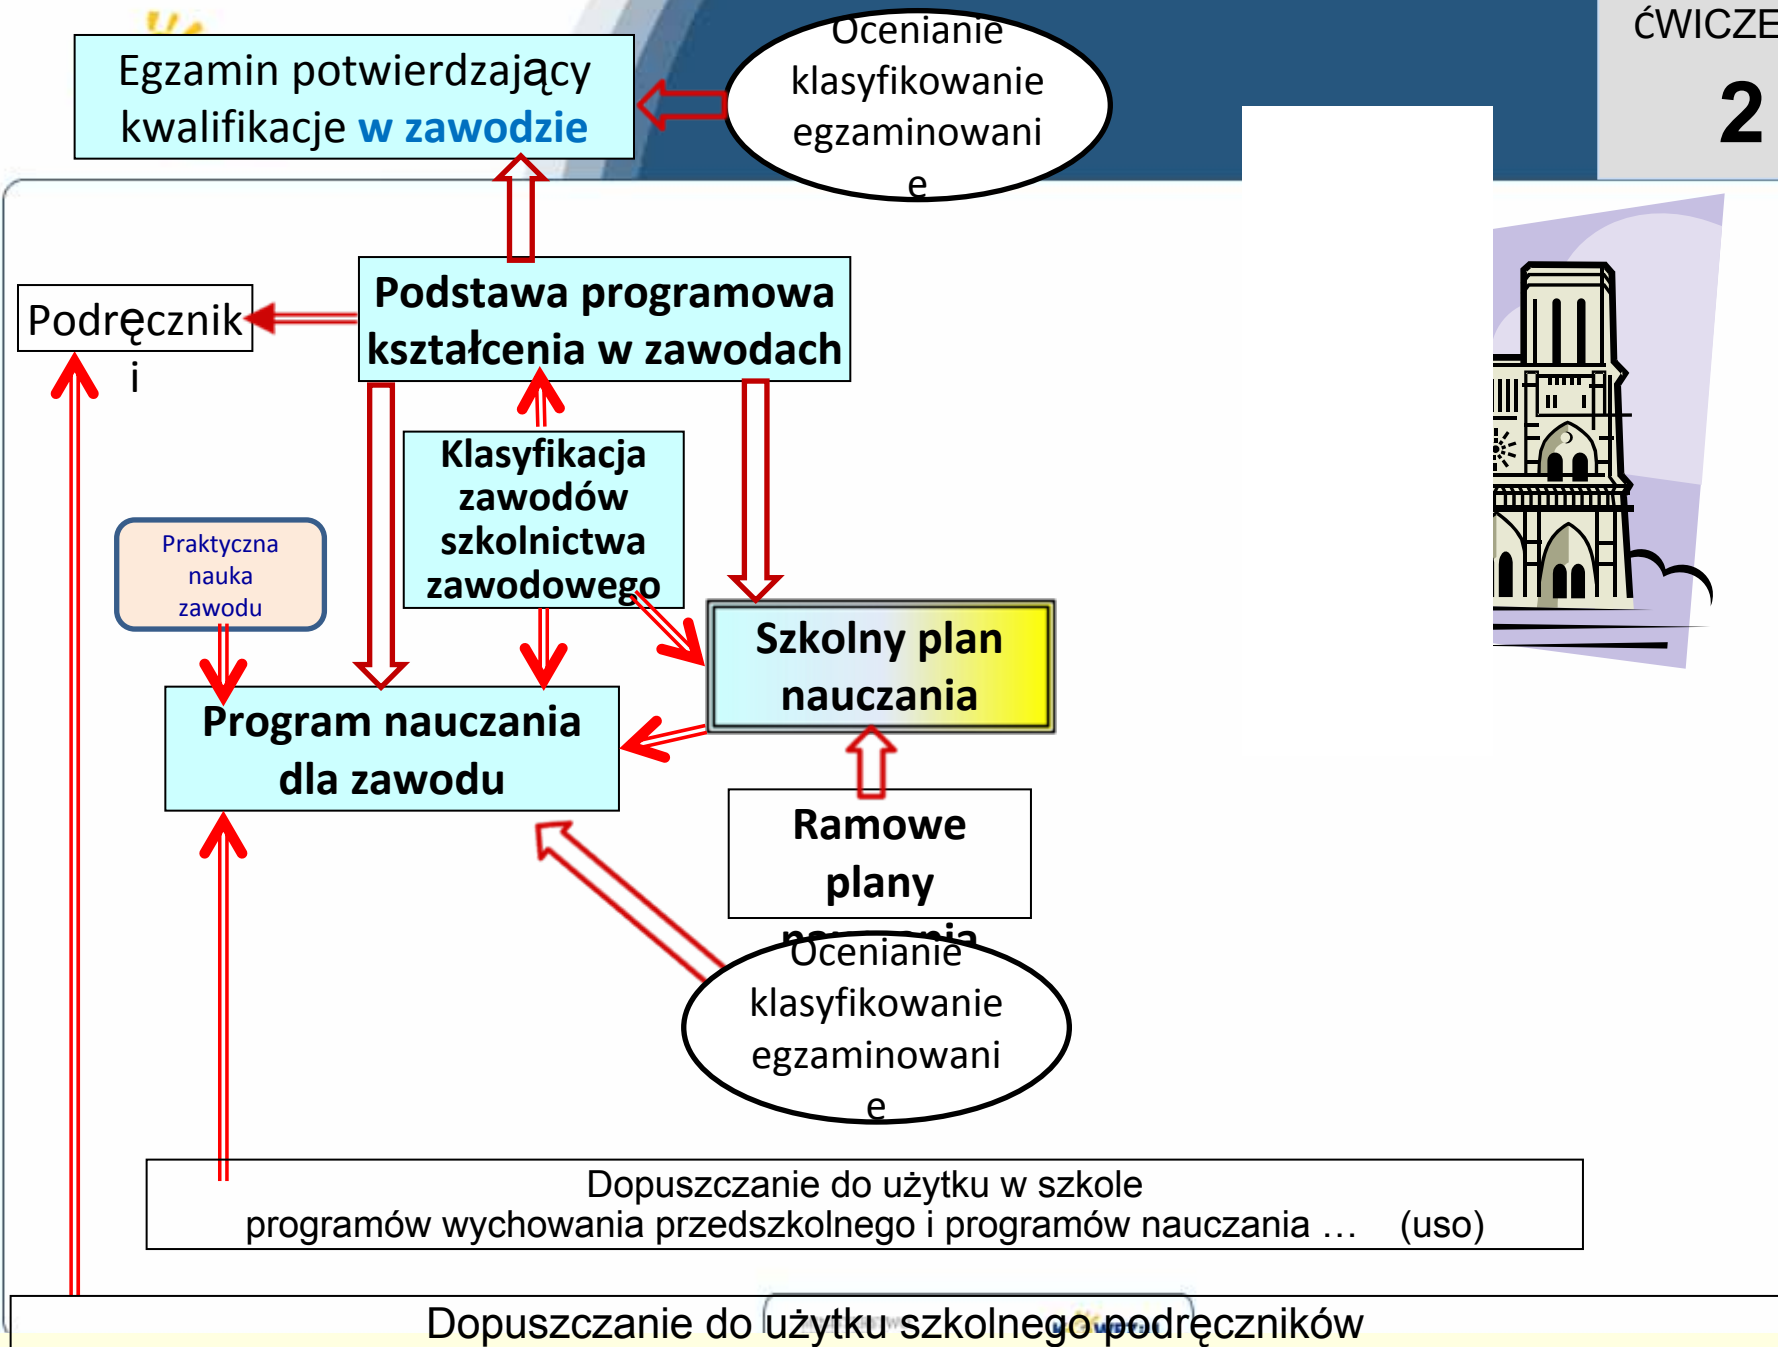 ĆWICZE
2
Egzamin potwierdzający
kwalifikacje w zawodzie
Ocenianie
klasyfikowanie
egzaminowani
e
Podręcznik
i
Podstawa programowa
kształcenia w zawodach
Klasyfikacja
zawodów
szkolnictwa
zawodowego
Praktyczna
nauka
zawodu
Szkolny plan
nauczania
Program nauczania
dla zawodu
Ramowe
plany
Ocenianie
klasyfikowanie
egzaminowani
e
Dopuszczanie do użytku w szkole
programów wychowania przedszkolnego i programów nauczania … (uso)
Dopuszczanie do użytku szkolnego podręczników